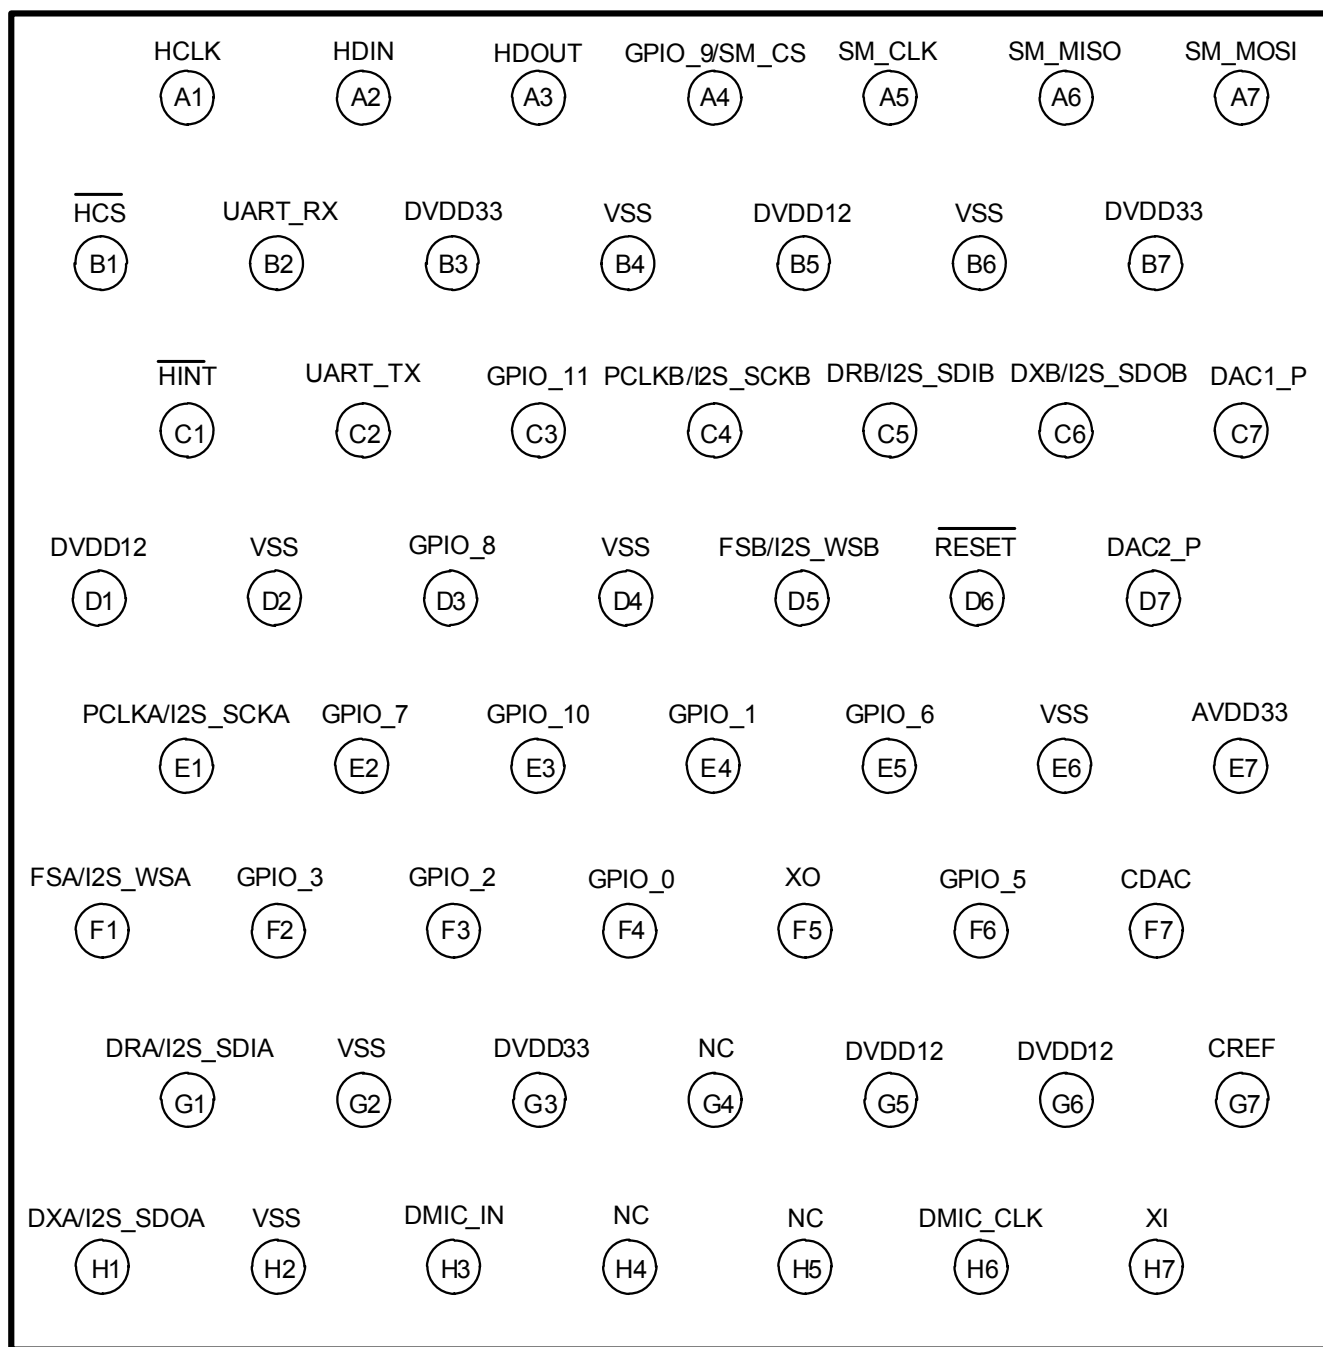 HCLK HDIN HDOUT GPIO_9/SM_CS SM_CLK SM_MISO SM_MOSI
A1 A2 A3 A4 A5 A6 A7
HCS UART_RX DVDD33 VSS DVDD12 VSS DVDD33
B1 B2 B3 B4 B5 B6 B7
HINT UART_TX GPIO_11 PCLKB/I2S_SCKB DRB/I2S_SDIB DXB/I2S_SDOB DAC1_P
C1 C2 C3 C4 C5 C6 C7
DVDD12 VSS GPIO_8 VSS FSB/I2S_WSB RESET DAC2_P
D1 D2 D3 D4 D5 D6 D7
PCLKA/I2S_SCKA GPIO_7 GPIO_10 GPIO_1 GPIO_6 VSS AVDD33
E1 E2 E3 E4 E5 E6 E7
FSA/I2S_WSA GPIO_3 GPIO_2 GPIO_0 XO GPIO_5 CDAC
F1 F2 F3 F4 F5 F6 F7
DRA/I2S_SDIA VSS DVDD33 NC DVDD12 DVDD12 CREF
G1 G2 G3 G4 G5 G6 G7
DXA/I2S_SDOA VSS DMIC_IN NC NC DMIC_CLK XI
H1 H2 H3 H4 H5 H6 H7